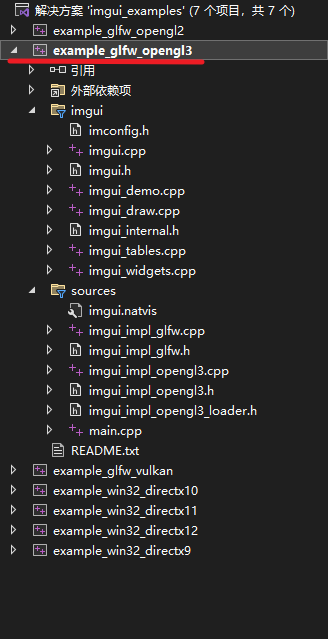 解决方案 'imgui_examples' (7 个项目，共 7 个)
example_glfw_opengl2
example_glfw_opengl3
引用
外部依赖项
imgui
imconfig.h
imgui.cpp
imgui.h
imgui_demo.cpp
imgui_draw.cpp
imgui_internal.h
imgui_tables.cpp
imgui_widgets.cpp
sources
imgui.natvis
imgui_impl_glfw.cpp
imgui_impl_glfw.h
imgui_impl_opengl3.cpp
imgui_impl_opengl3.h
imgui_impl_opengl3_loader.h
main.cpp
README.txt
example_glfw_vulkan
example_win32_directx10
example_win32_directx11
example_win32_directx12
example_win32_directx9